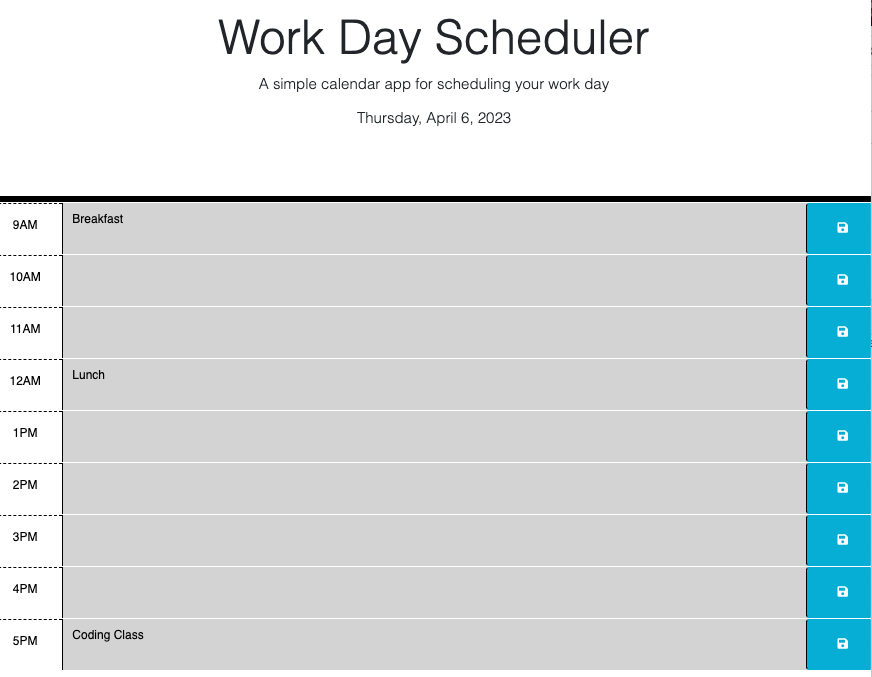 Work Day Scheduler
A simple calendar app for scheduling your work day
Thursday, April 6, 2023
9AM Breakfast
10AM
11AM
12AM Lunch
1PM
2PM
3PM
4PM
5PM Coding Class